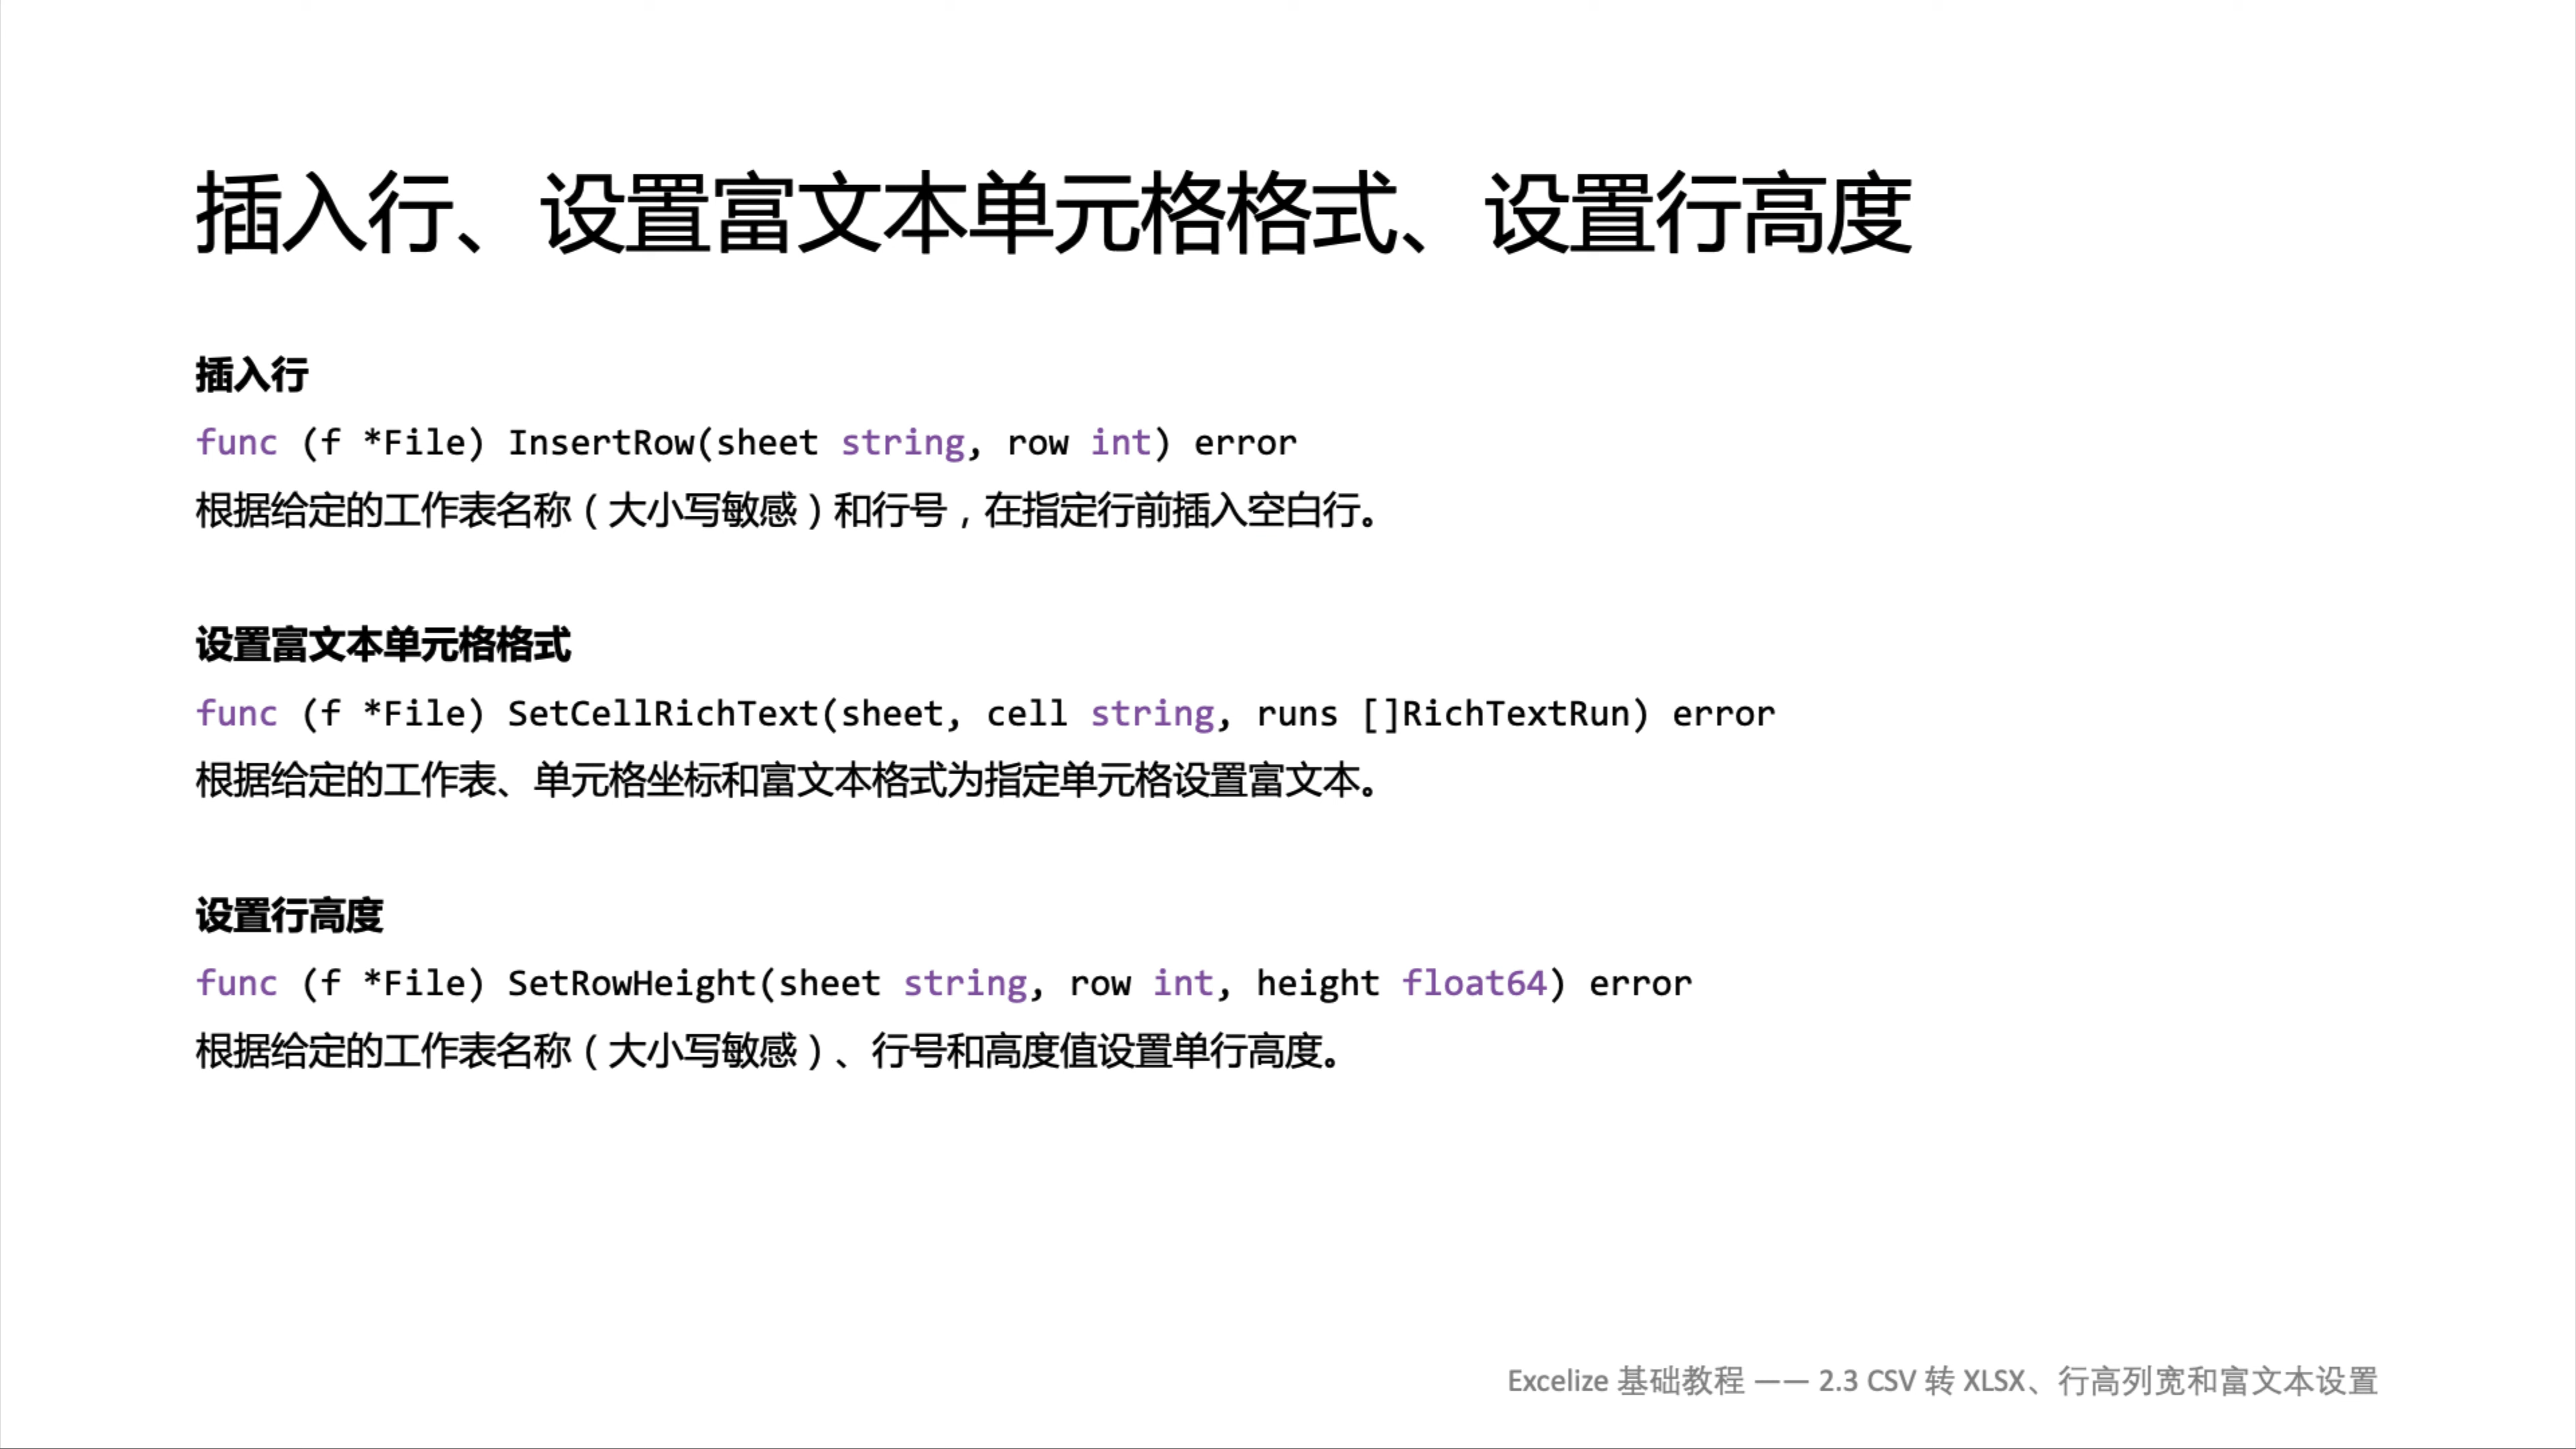 插入行、设置富文本单元格格式、设置行高度
插入行
func (f *File) InsertRow(sheet string, row int) error
根据给定的工作表名称（大小写敏感）和行号，在指定行前插入空白行。
设置富文本单元格格式
func (f *File) SetCellRichText(sheet, cell string, runs []RichTextRun) error
根据给定的工作表、单元格坐标和富文本格式为指定单元格设置富文本。
设置行高度
func (f *File) SetRowHeight(sheet string, row int, height float64) error
根据给定的工作表名称（大小写敏感）、行号和高度值设置单行高度。
Excelize 基础教程 —— 2.3 CSV 转 XLSX、行高列宽和富文本设置